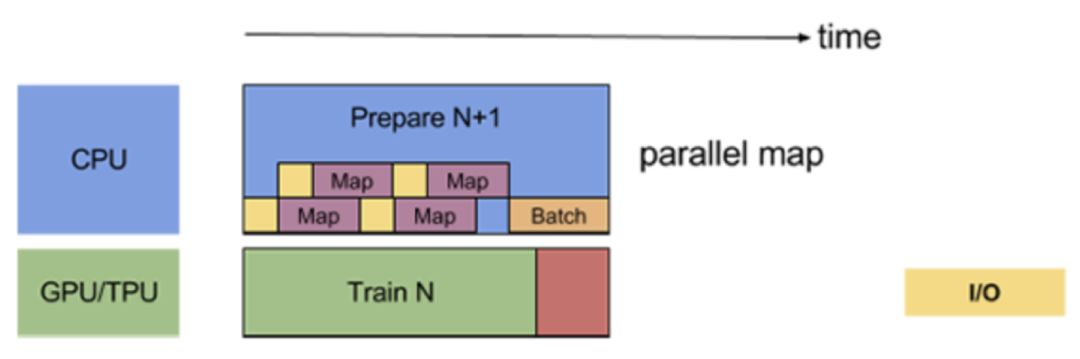 time
CPU
Prepare N+1
parallel map
Map
Map
Map
Map
Batch
GPU/TPU
Train N
I/O